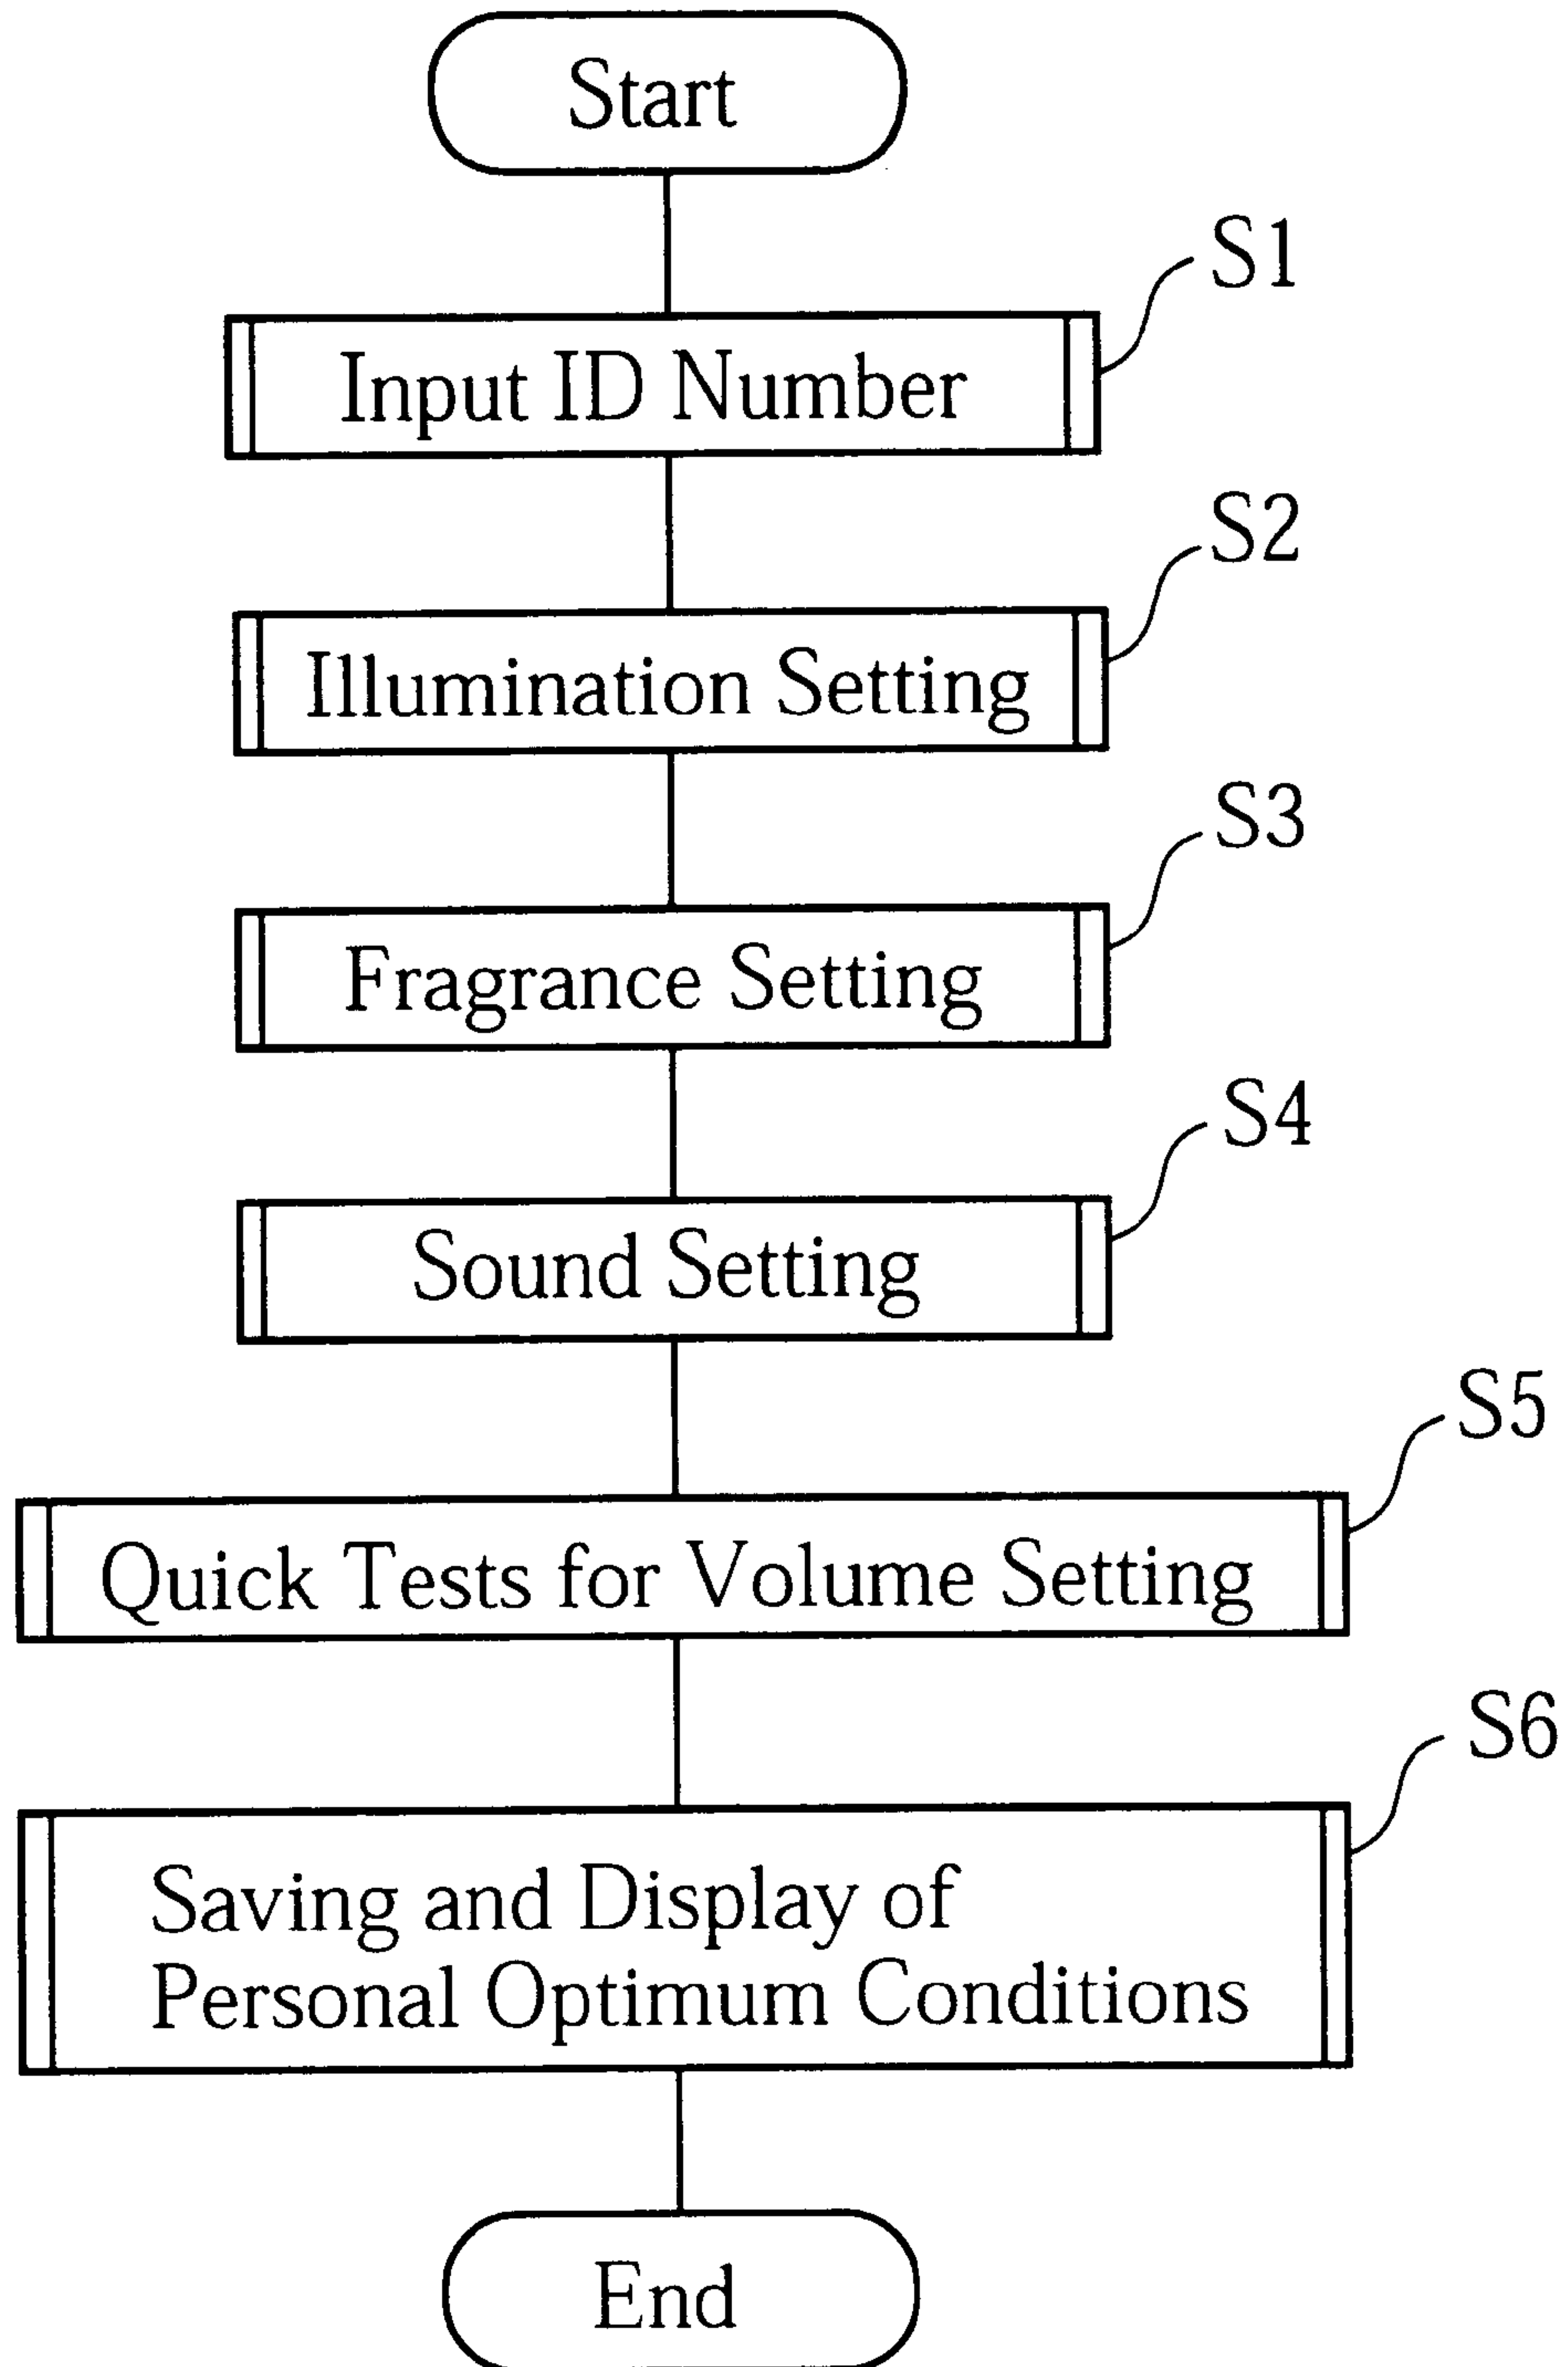 Start
S1
Input ID Number
S2
Illumination Setting
S3
Fragrance Setting
S4
Sound Setting
S5
Quick Tests for Volume Setting
S6
Saving and Display of
Personal Optimum Conditions
End